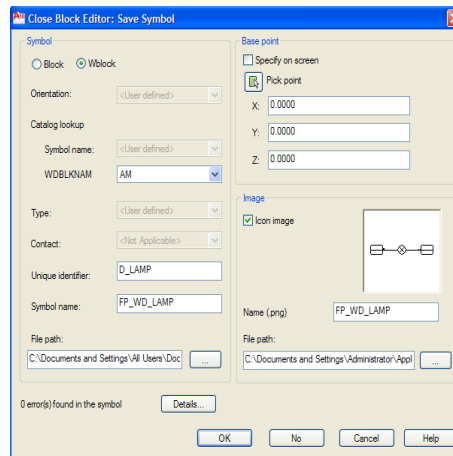 Close Block Editor: Save Symbol
Symbol
Block
Wblock
Orientation:
<User defined>
Catalog lookup
Symbol name:
<User defined>
WDBLKNAM
AM
Type:
<User defined>
Contact:
<Not Applicable>
Unique identifier:
D_LAMP
Symbol name:
FP_WD_LAMP
File path:
C:\Documents and Settings\All Users\Doc
...
Base point
Specify on screen
Pick point
X:
0.0000
Y:
0.0000
Z:
0.0000
Image
Icon image
Name (.png)
FP_WD_LAMP
File path:
C:\Documents and Settings\Administrator\Appl
...
0 error(s) found in the symbol
Details...
OK
No
Cancel
Help